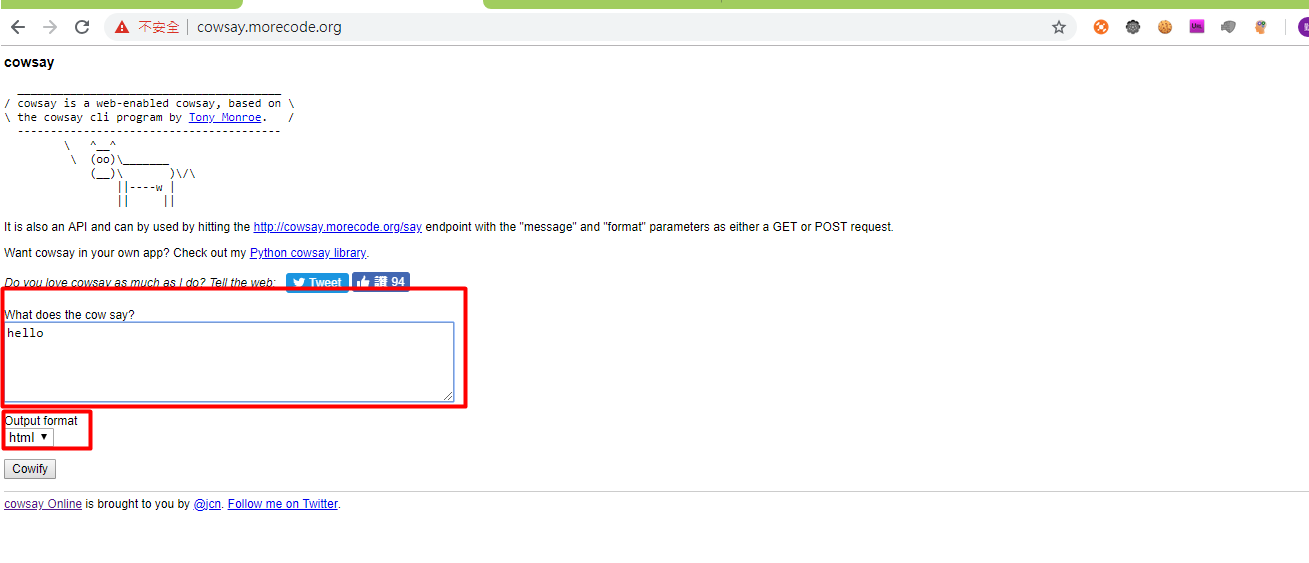 不安全 cowsay.morecode.org
cowsay
 ________________________________________
/ cowsay is a web-enabled cowsay, based on \
\ the cowsay cli program by Tony Monroe.   /
  ----------------------------------------
         \   ^__^
          \  (oo)\_______
             (__)\       )\/\
                 ||----w |
                 ||     ||
It is also an API and can by used by hitting the http://cowsay.morecode.org/say endpoint with the "message" and "format" parameters as either a GET or POST request.
Want cowsay in your own app? Check out my Python cowsay library.
Do you love cowsay as much as I do? Tell the web: Tweet 讚 94
What does the cow say?
hello
Output format
html
Cowify
cowsay Online is brought to you by @jcn. Follow me on Twitter.